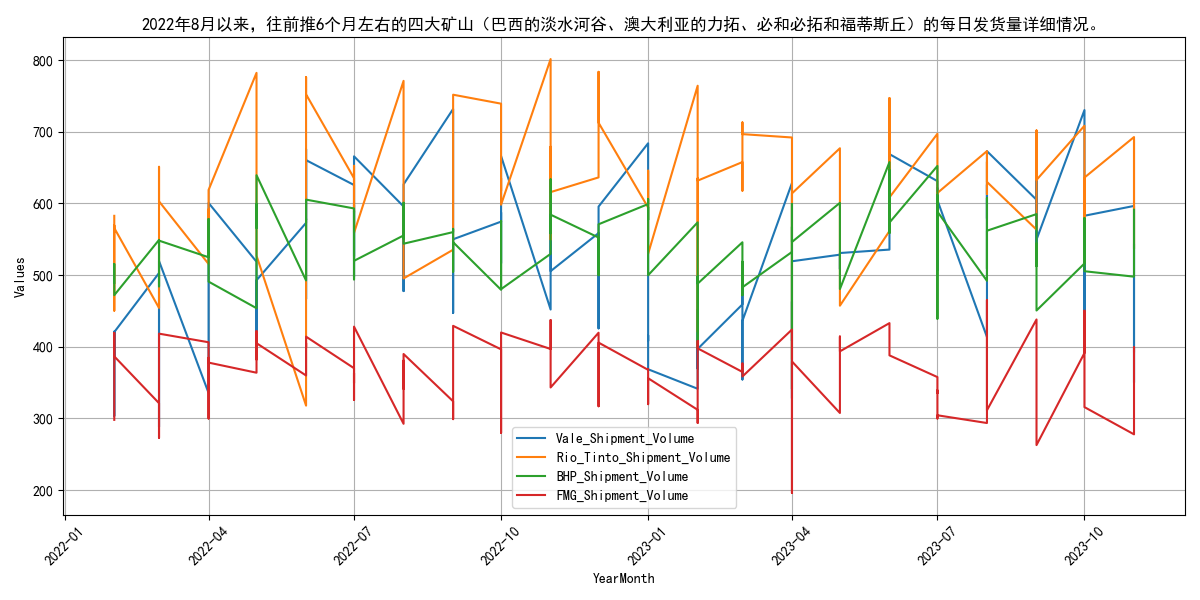 2022年8月以来，往前推6个月左右的四大矿山（巴西的淡水河谷、澳大利亚的力拓、必和必拓和福蒂斯丘）的每日发货量详细情况。
Values
800
700
600
500
400
300
200
Vale_Shipment_Volume
Rio_Tinto_Shipment_Volume
BHP_Shipment_Volume
FMG_Shipment_Volume
2022-01
2022-04
2022-07
2022-10
2023-01
2023-04
2023-07
2023-10
YearMonth